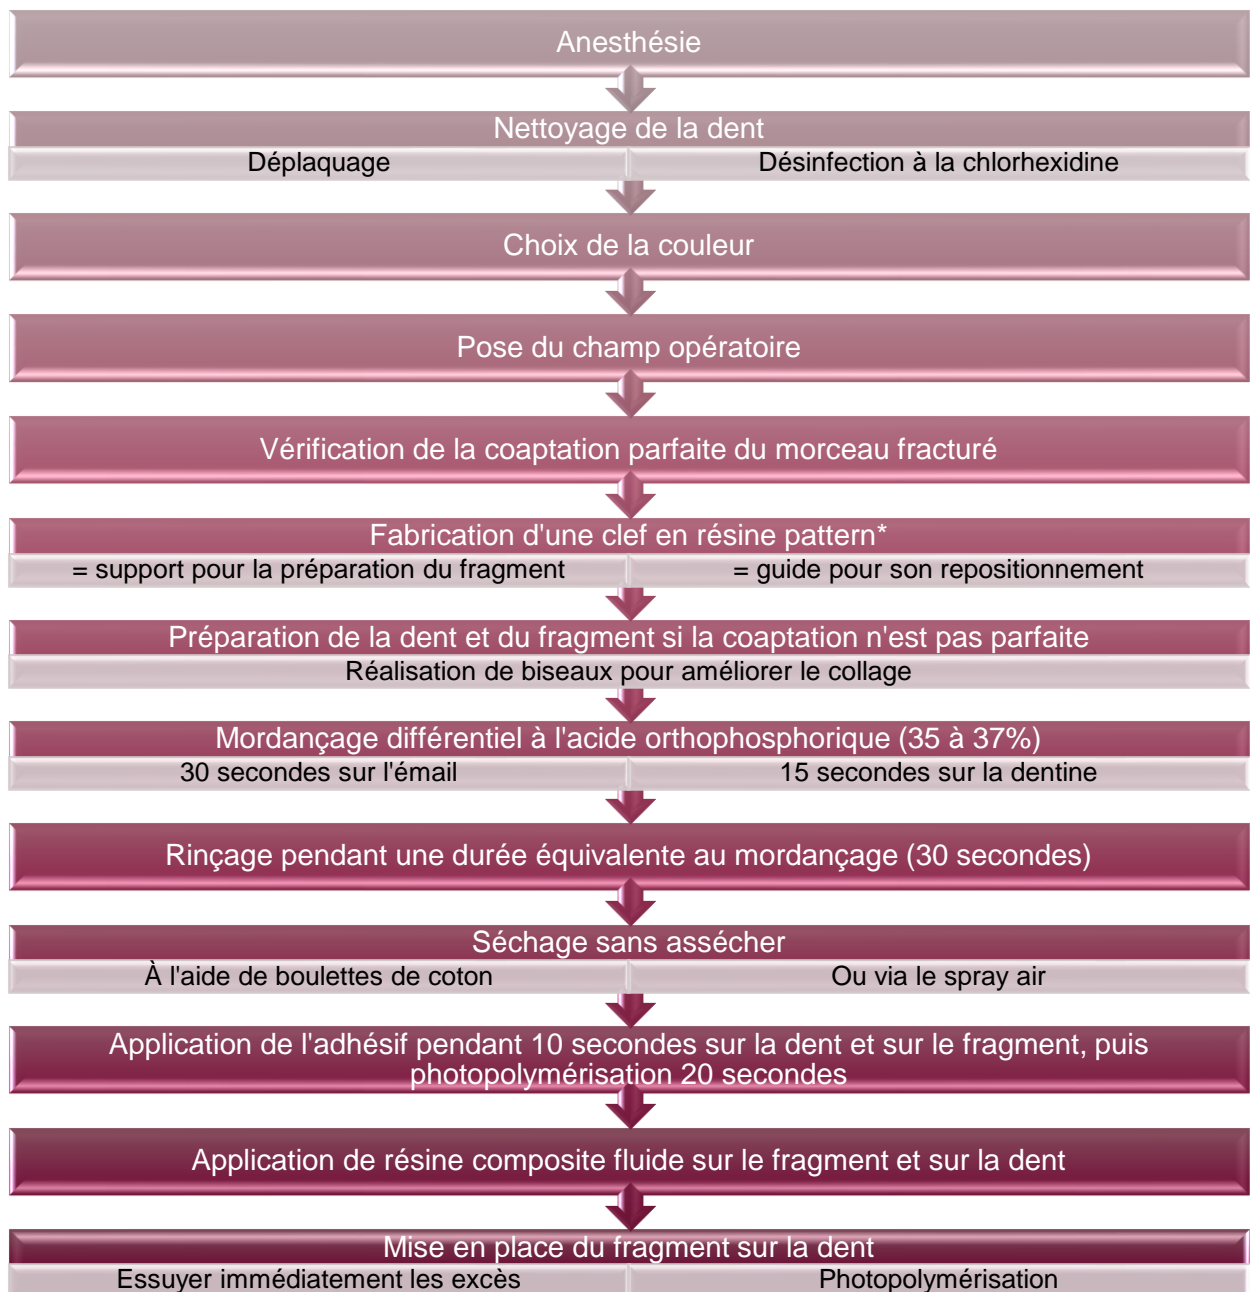 Anesthésie
Nettoyage de la dent
Déplaquage
Désinfection à la chlorhexidine
Choix de la couleur
Pose du champ opératoire
Vérification de la coaptation parfaite du morceau fracturé
Fabrication d'une clef en résine pattern*
= support pour la préparation du fragment
= guide pour son repositionnement
Préparation de la dent et du fragment si la coaptation n'est pas parfaite
Réalisation de biseaux pour améliorer le collage
Mordançage différentiel à l'acide orthophosphorique (35 à 37%)
30 secondes sur l'émail
15 secondes sur la dentine
Rinçage pendant une durée équivalente au mordançage (30 secondes)
Séchage sans assécher
À l'aide de boulettes de coton
Ou via le spray air
Application de l'adhésif pendant 10 secondes sur la dent et sur le fragment, puis
photopolymérisation 20 secondes
Application de résine composite fluide sur le fragment et sur la dent
Mise en place du fragment sur la dent
Essuyer immédiatement les excès
Photopolymérisation